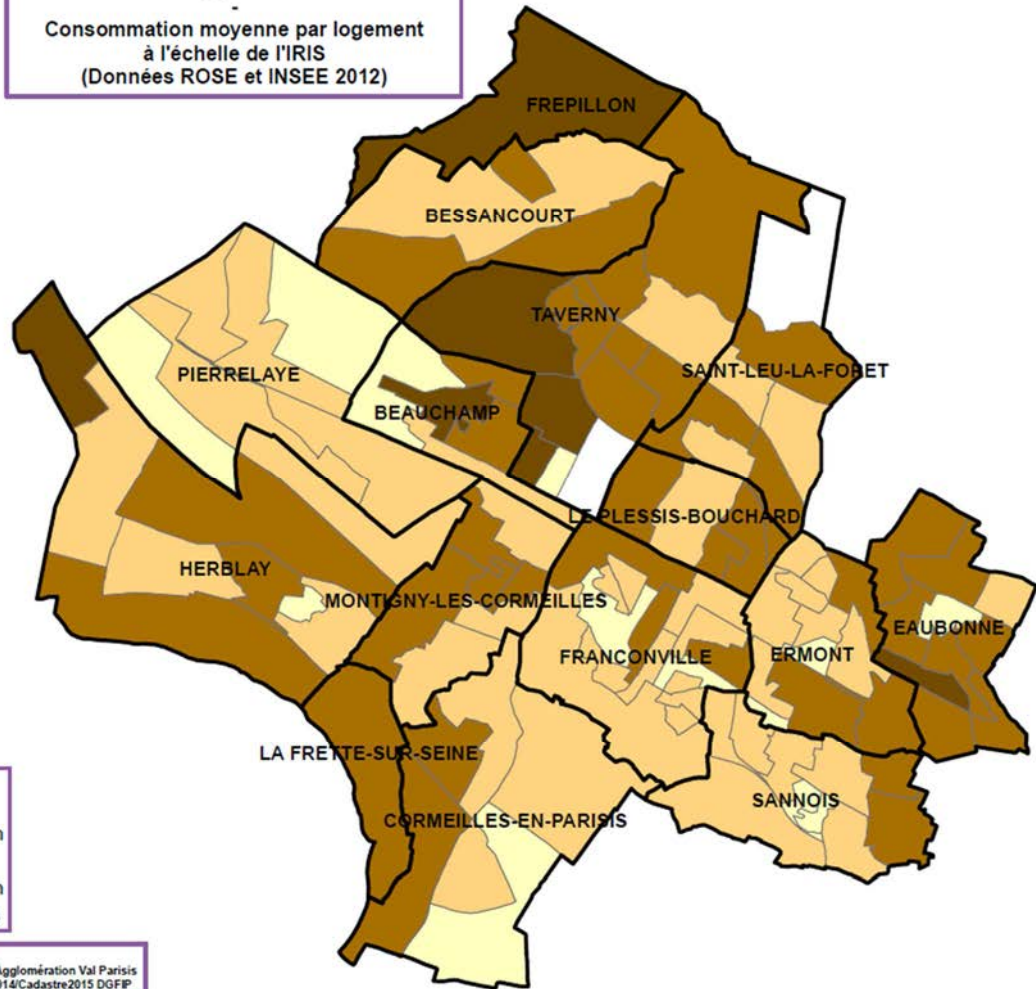 -
Consommation moyenne par logement
à l'échelle de l'IRIS
(Données ROSE et INSEE 2012)
FREPILLON
BESSANCOURT
TAVERNY
PIERRELAYE
SAINT-LEU-LA-FORET
BEAUCHAMP
LE PLESSIS-BOUCHARD
HERBLAY
MONTIGNY-LES-CORMEILLES
EAUBONNE
FRANCONVILLE
ERMONT
LA FRETTE-SUR-SEINE
SANNOIS
CORMEILLES-EN-PARISIS
Agglomération Val Parisis
014/Cadastre2015 DGFIP